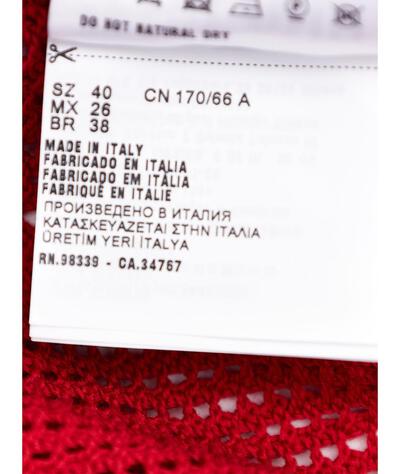 DO NOT NATURAL DRY
SZ 40 CN 170/66 A
MX 26
BR 38
MADE IN ITALY
FABRICADO EN ITALIA
FABRICADO EM ITÀLIA
FABRIQUÉ EN ITALIE
ПРОИЗВЕДЕНО В ИТАЛИЯ
ΚΑΤΑΣΚΕΥΑΖΕΤΑΙ ΣΤΗΝ ΙΤΑΛΙΑ
ÜRETİM YERİ İTALYA
RN.98339 - CA.34767